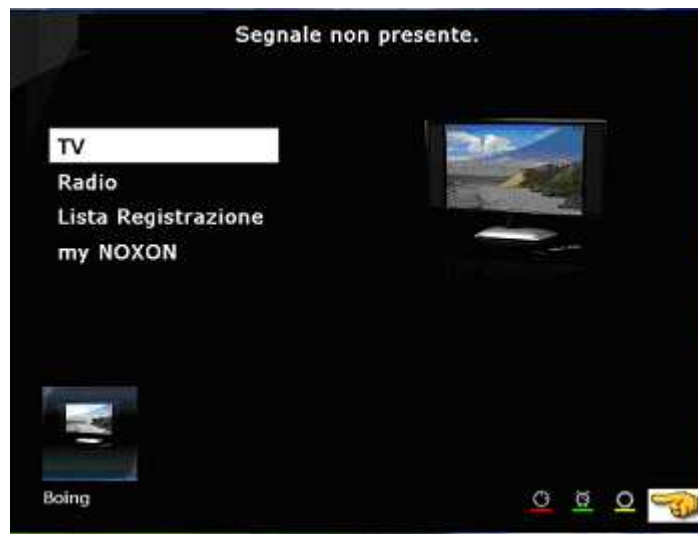 Segnale non presente.
TV
Radio
Lista Registrazione
my NOXON
Boing